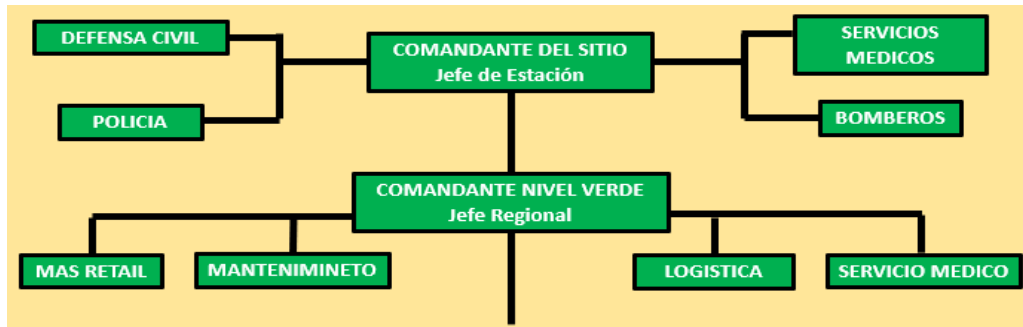 DEFENSA CIVIL
COMANDANTE DEL SITIO
Jefe de Estación
SERVICIOS
MEDICOS
POLICIA
BOMBEROS
COMANDANTE NIVEL VERDE
Jefe Regional
MAS RETAIL
MANTENIMINETO
LOGISTICA
SERVICIO MEDICO